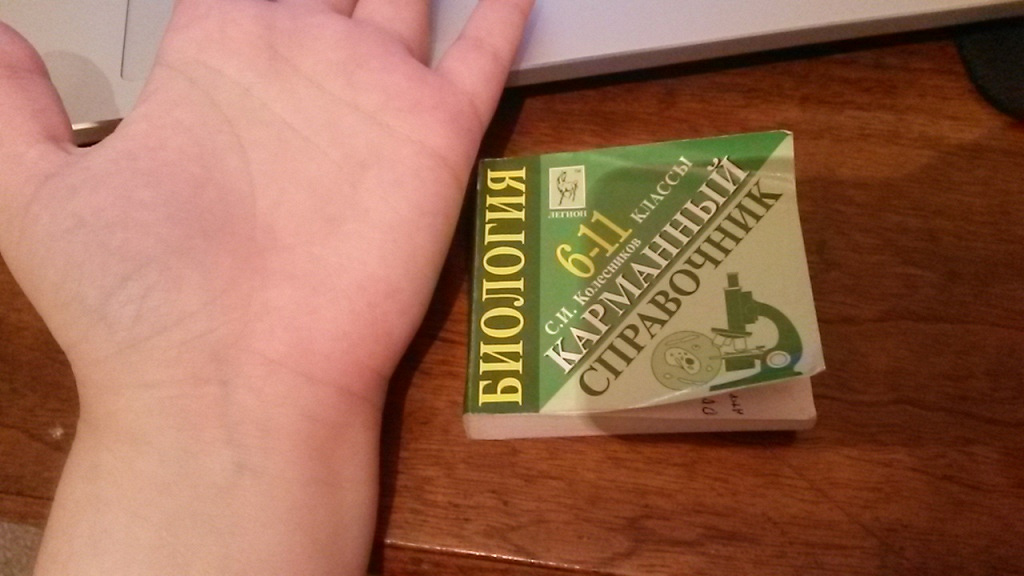 БИОЛОГИЯ
ЛЕГИОН
6-11 КЛАССЫ
С.И. Колесников
КАРМАННЫЙ
СПРАВОЧНИК